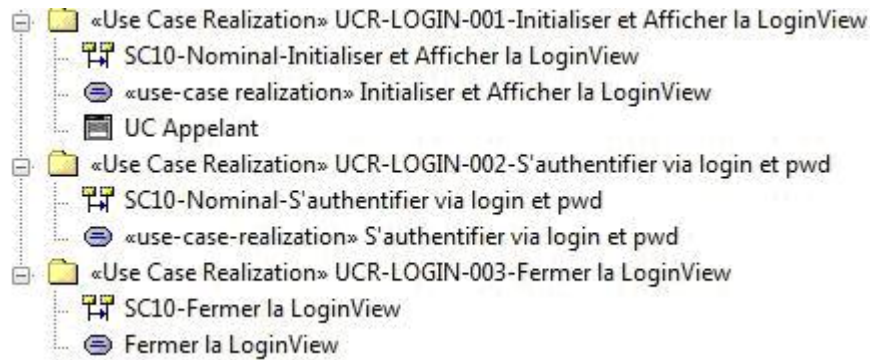 «Use Case Realization» UCR-LOGIN-001-Initialiser et Afficher la LoginView
SC10-Nominal-Initialiser et Afficher la LoginView
«use-case realization» Initialiser et Afficher la LoginView
UC Appelant
«Use Case Realization» UCR-LOGIN-002-S'authentifier via login et pwd
SC10-Nominal-S'authentifier via login et pwd
«use-case-realization» S'authentifier via login et pwd
«Use Case Realization» UCR-LOGIN-003-Fermer la LoginView
SC10-Fermer la LoginView
Fermer la LoginView